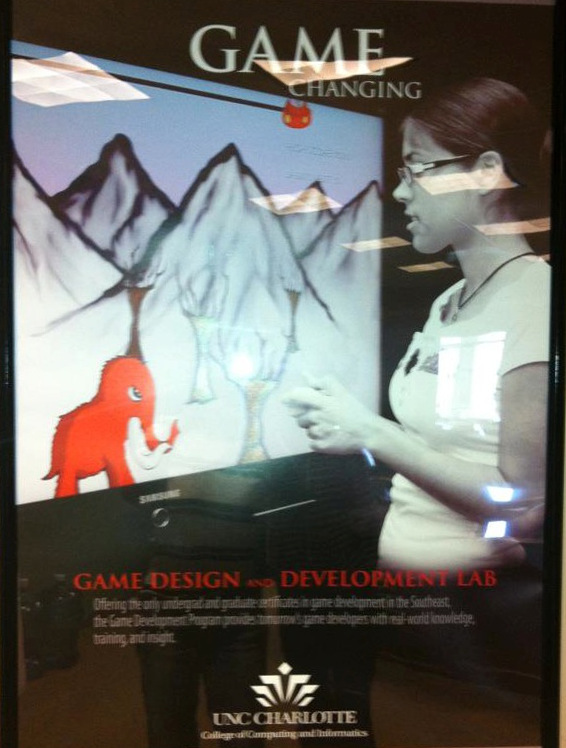 GAME
CHANGING
SAMSUNG
GAME DESIGN AND DEVELOPMENT LAB
Offering the only undergrad and graduate certificates in game development in the Southeast,
the Game Development Program provides tomorrow's game developers with real-world knowledge,
training, and insight.
UNC CHARLOTTE
College of Computing and Informatics